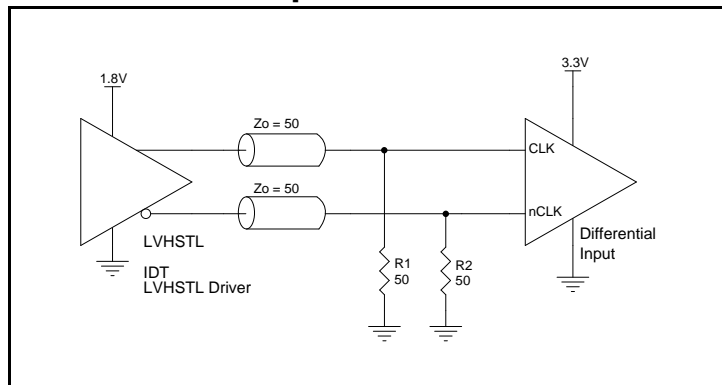 1.8V
3.3V
Zo = 50
CLK
Zo = 50
nCLK
LVHSTL
IDT
LVHSTL Driver
R1
50
R2
50
Differential
Input